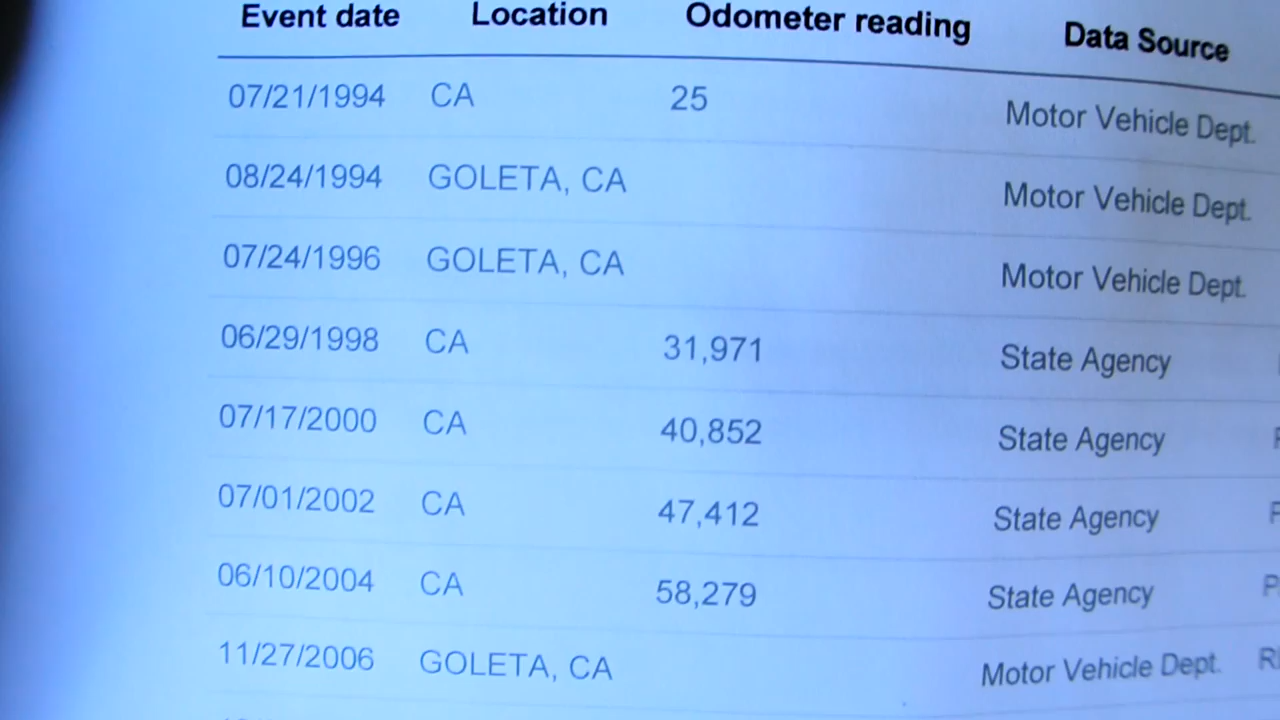 Event date Location Odometer reading Data Source
07/21/1994 CA 25 Motor Vehicle Dept.
08/24/1994 GOLETA, CA Motor Vehicle Dept.
07/24/1996 GOLETA, CA Motor Vehicle Dept.
06/29/1998 CA 31,971 State Agency
07/17/2000 CA 40,852 State Agency
07/01/2002 CA 47,412 State Agency
06/10/2004 CA 58,279 State Agency
11/27/2006 GOLETA, CA Motor Vehicle Dept.